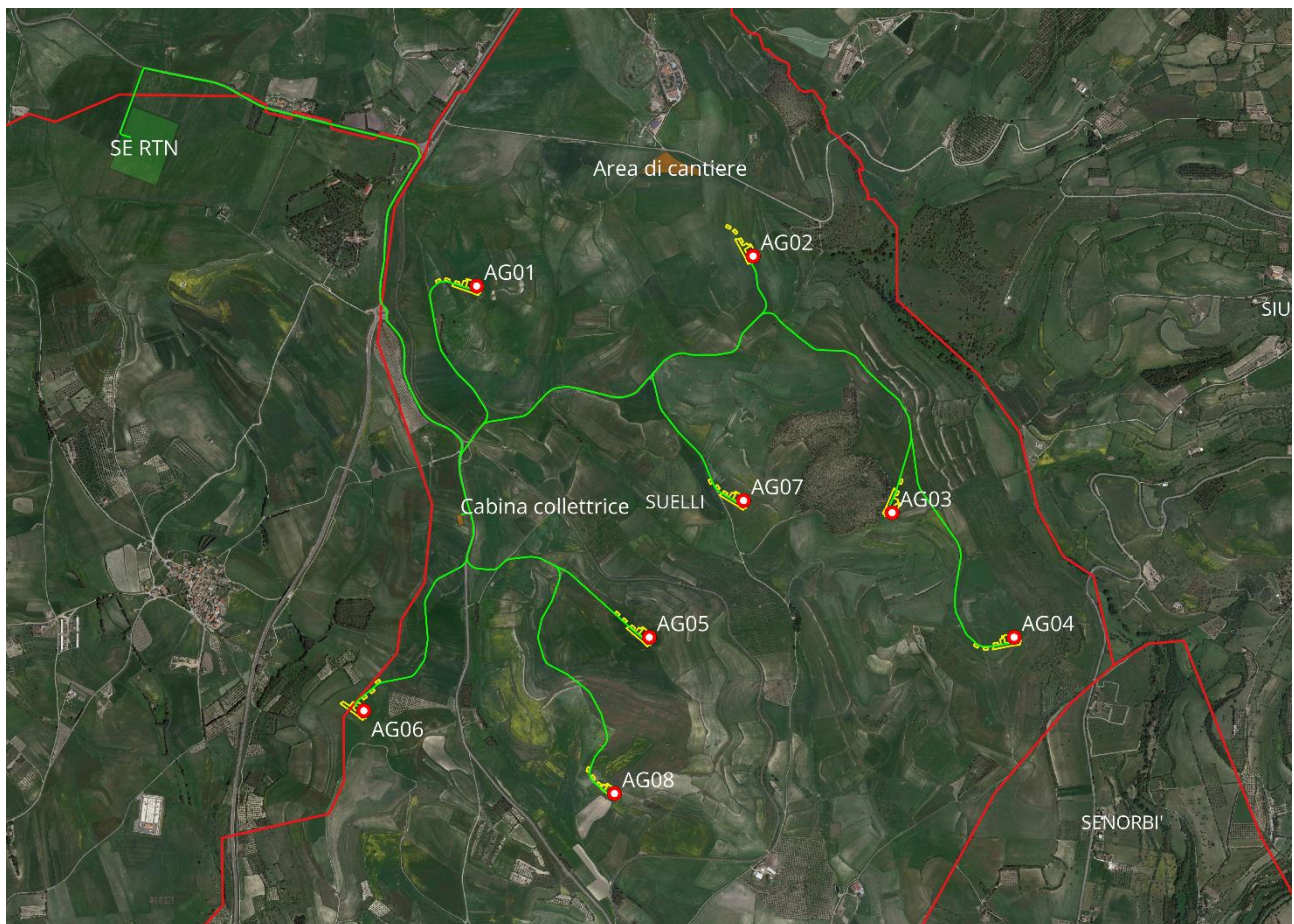 SE RTN
Area di cantiere
AG02
AG01
SIU
Cabina collettrice
SUELLI
AG07
AG03
AG05
AG04
AG06
AG08
SENORBI'